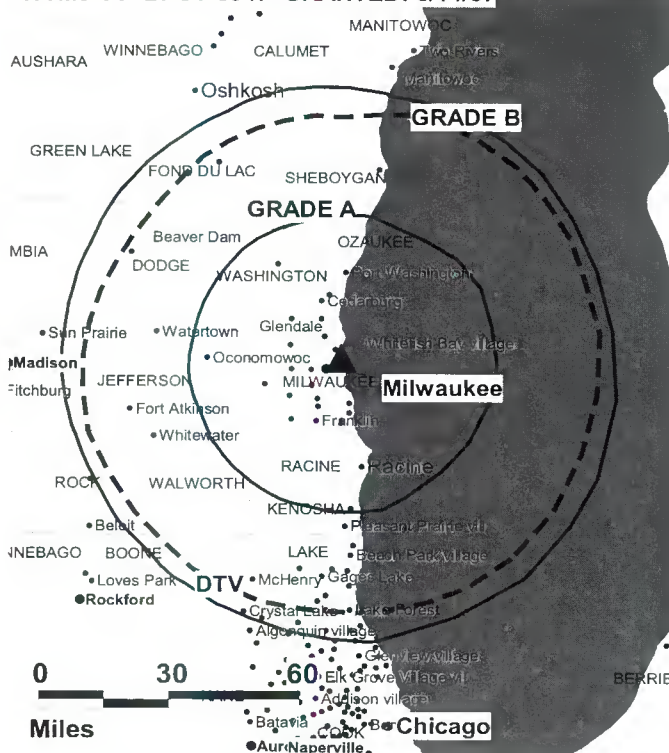 MANITOWOC
WINNEBAGO
CALUMET
Two Rivers
AUSHARA
Manitowoc
Oshkosh
GRADE B
GREEN LAKE
FOND DU LAC
SHEBOYGAN
GRADE A
Beaver Dam
OZAUKEE
MBIA
DODGE
WASHINGTON
Port Washington
Cedarburg
Glendale
Sun Prairie
Watertown
Whitefish Bay village
Madison
Oconomowoc
Fitchburg
JEFFERSON
MILWAUKEE
Milwaukee
Fort Atkinson
Franklin
Whitewater
RACINE
Racine
ROCK
WALWORTH
KENOSHA
Beloit
Pleasant Prairie vil
NNEBAGO
BOONE
LAKE
Beach Park village
Loves Park
DTV
McHenry
Gages Lake
Rockford
Crystal Lake
Lake Forest
Algonquin village
Glenview village
0 30 60
Elk Grove Village vil
BERRIE
Addison village
Miles
Batavia
COOK
Chicago
Naperville